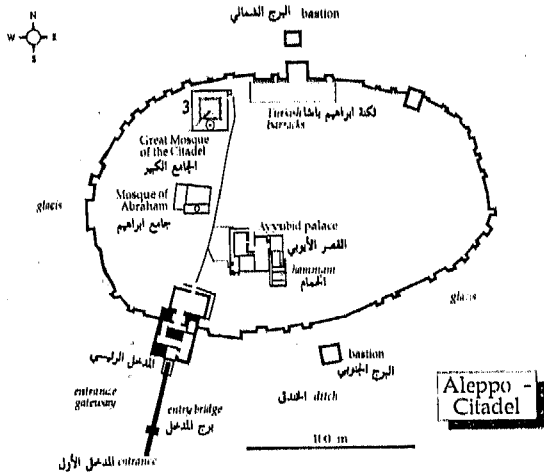 البرج الشمالي bastion
N
W E
S
3
Great Mosque
of the Citadel
الجامع الكبير
Turkish
barracks
ثكنة ابراهيم باشا
Mosque of
Abraham
جامع ابراهيم
glacis
Ayyubid palace
القصر الأيوبي
hammam
الحمام
glacis
المدخل الرئيسي
entrance
gateway
bastion
البرج الجنوبي
الخندق ditch
entry bridge
برج المدخل
المدخل الأول entrance
100 m
Aleppo -
Citadel